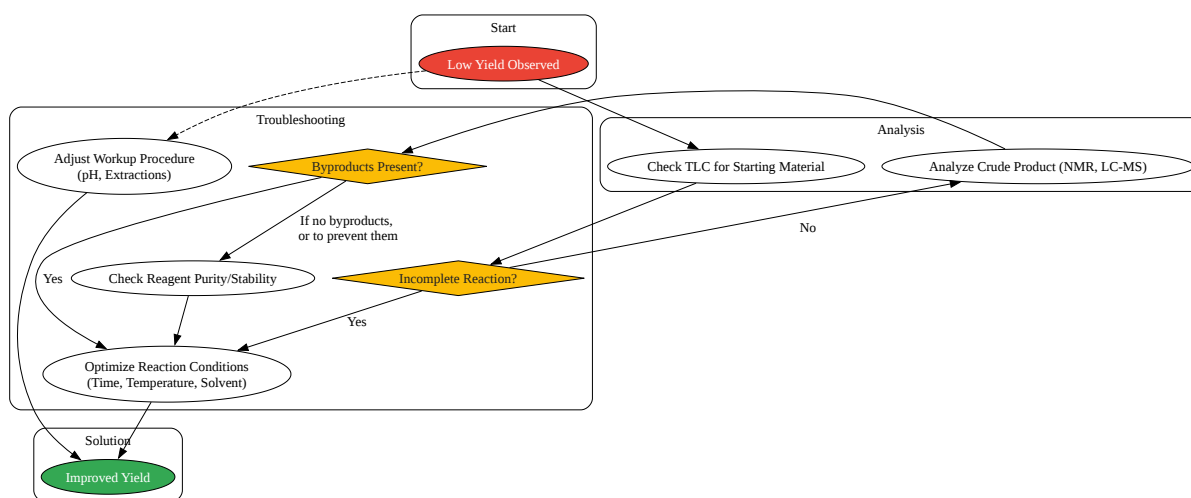 Start
Low Yield Observed
Troubleshooting
Analysis
Adjust Workup Procedure
(pH, Extractions)
Byproducts Present?
Check TLC for Starting Material
Analyze Crude Product (NMR, LC-MS)
If no byproducts,
or to prevent them
No
Yes
Check Reagent Purity/Stability
Incomplete Reaction?
Yes
Optimize Reaction Conditions
(Time, Temperature, Solvent)
Solution
Improved Yield